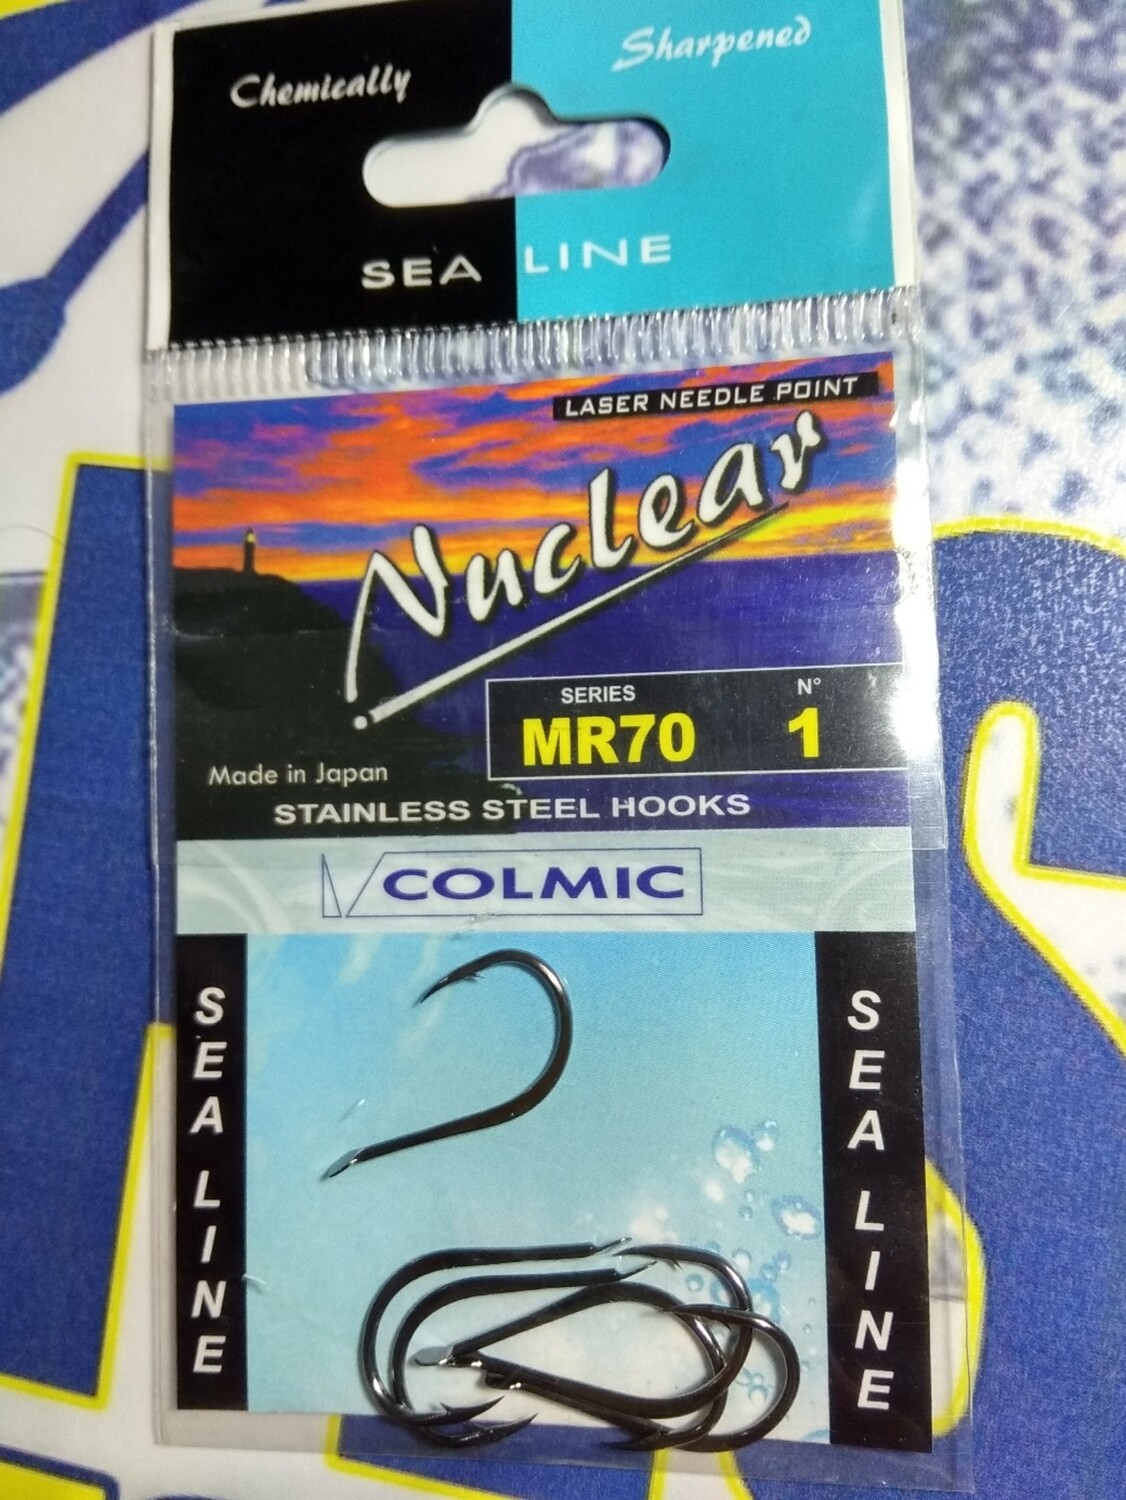 Chemically Sharpened
SEA LINE
LASER NEEDLE POINT
Nuclear
SERIES N°
MR70 1
Made in Japan
STAINLESS STEEL HOOKS
COLMIC
SEA LINE
SEA LINE